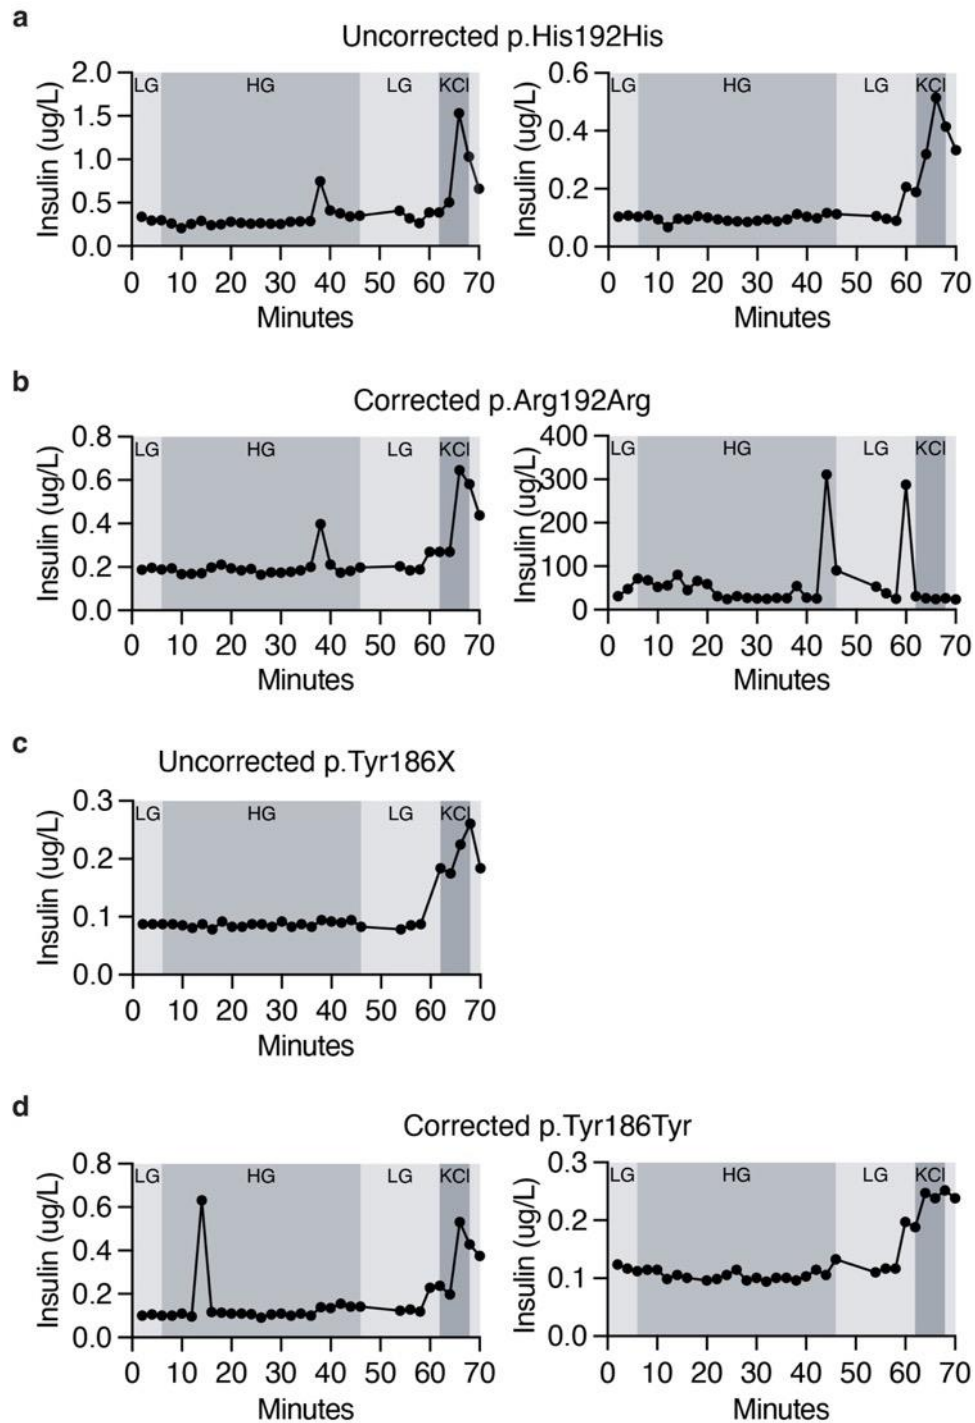 a
Uncorrected p.His192His
Insulin (ug/L)
2.0
1.5
1.0
0.5
0.0
LG HG LG KCl
0 10 20 30 40 50 60 70
Minutes
Insulin (ug/L)
0.6
0.4
0.2
0.0
LG HG LG KCl
0 10 20 30 40 50 60 70
Minutes
b
Corrected p.Arg192Arg
Insulin (ug/L)
0.8
0.6
0.4
0.2
0.0
LG HG LG KCl
0 10 20 30 40 50 60 70
Minutes
Insulin (ug/L)
400
300
200
100
0
LG HG LG KCl
0 10 20 30 40 50 60 70
Minutes
c
Uncorrected p.Tyr186X
Insulin (ug/L)
0.3
0.2
0.1
0.0
LG HG LG KCl
0 10 20 30 40 50 60 70
Minutes
d
Corrected p.Tyr186Tyr
Insulin (ug/L)
0.8
0.6
0.4
0.2
0.0
LG HG LG KCl
0 10 20 30 40 50 60 70
Minutes
Insulin (ug/L)
0.3
0.2
0.1
0.0
LG HG LG KCl
0 10 20 30 40 50 60 70
Minutes